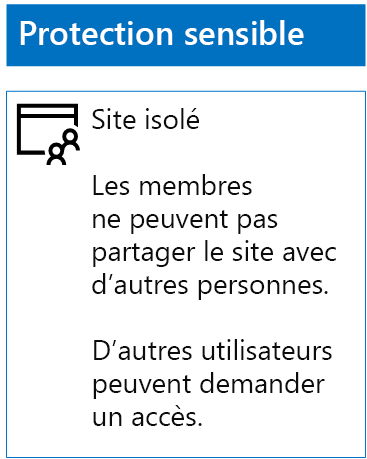 Protection sensible
Site isolé
Les membres
ne peuvent pas
partager le site avec
d’autres personnes.
D’autres utilisateurs
peuvent demander
un accès.